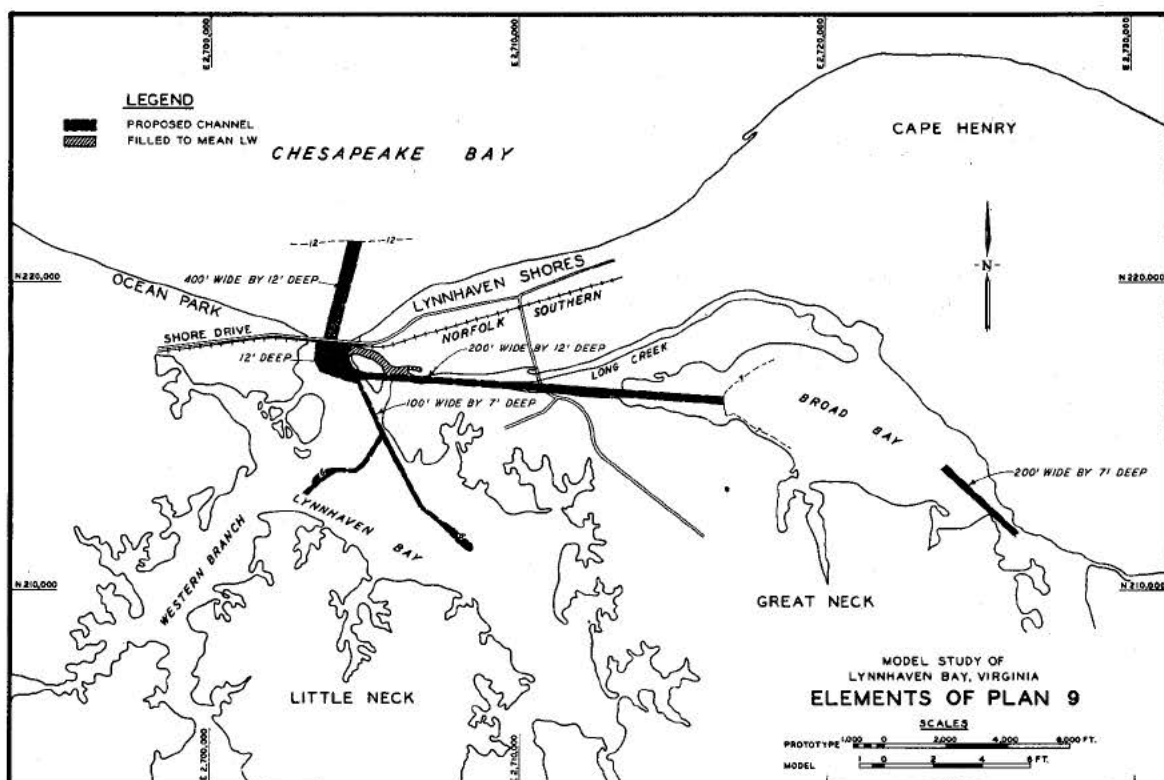 E 2,700,000
E 2,710,000
E 2,720,000
E 2,730,000
LEGEND
PROPOSED CHANNEL
FILLED TO MEAN LW
CHESAPEAKE BAY
CAPE HENRY
12
12
N
N 220,000
400' WIDE BY 12' DEEP
OCEAN PARK
LYNNHAVEN SHORES
N 220,000
NORFOLK SOUTHERN
SHORE DRIVE
12' DEEP
200' WIDE BY 12' DEEP
LONG CREEK
7
100' WIDE BY 7' DEEP
BROAD BAY
7
200' WIDE BY 7' DEEP
LYNNHAVEN BAY
WESTERN BRANCH
N 210,000
N 210,000
GREAT NECK
LITTLE NECK
MODEL STUDY OF
LYNNHAVEN BAY, VIRGINIA
ELEMENTS OF PLAN 9
SCALES
PROTOTYPE 1,000 0 2,000 4,000 6,000 FT.
MODEL 1 0 2 4 6 FT.
E 2,700,000
E 2,710,000